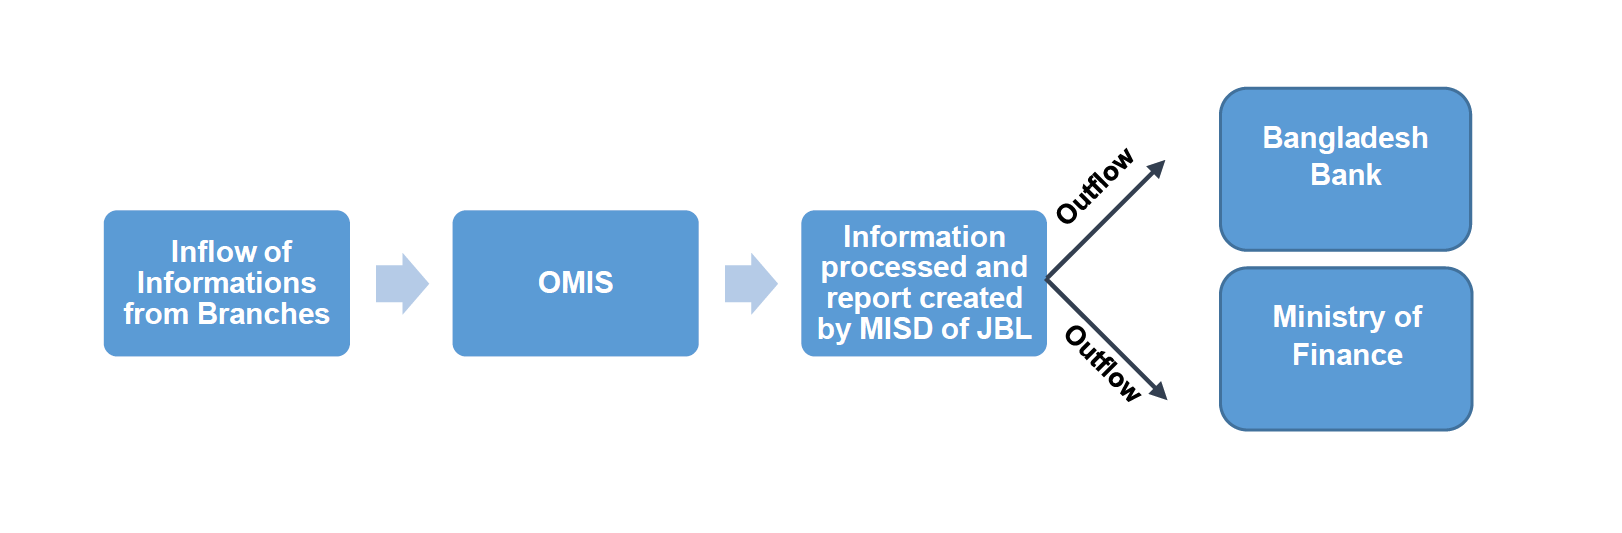 Inflow of
Informations
from Branches
OMIS
Information
processed and
report created
by MISD of JBL
Outflow
Outflow
Bangladesh
Bank
Ministry of
Finance